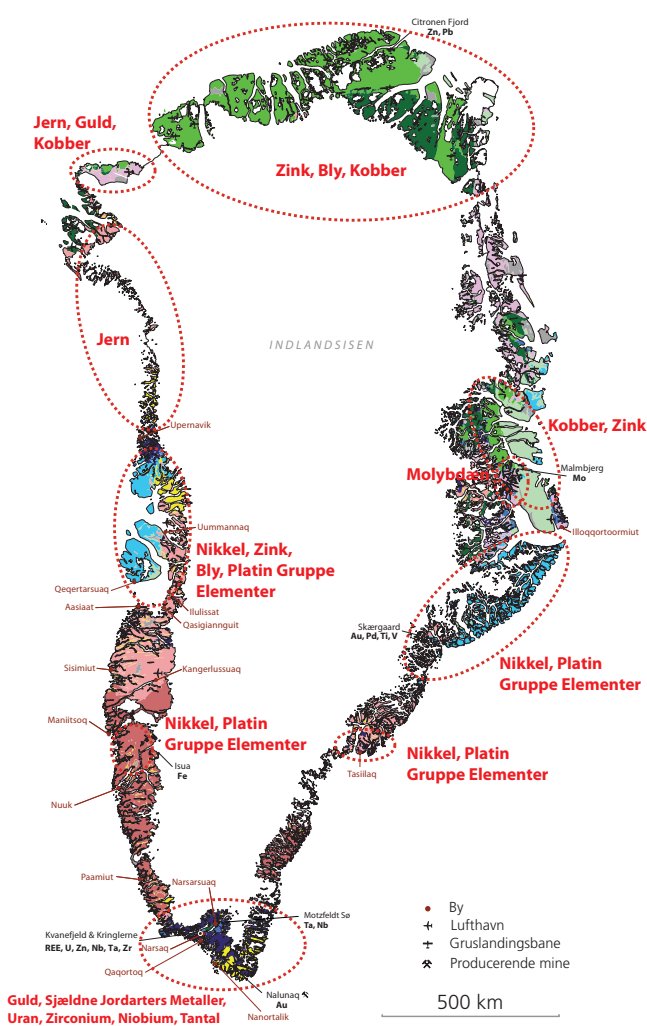 Citronen Fjord
Zn, Pb
Jern, Guld,
Kobber
Zink, Bly, Kobber
Jern
INDLANDSISEN
Upernavik
Kobber, Zink
Molybdæn
Malmbjerg
Mo
Illoqqortoormiut
Uummannaq
Nikkel, Zink,
Bly, Platin Gruppe
Elementer
Qeqertarsuaq
Aasiaat
Ilulissat
Qasigiannguit
Skærgaard
Au, Pd, Ti, V
Nikkel, Platin
Gruppe Elementer
Sisimiut
Kangerlussuaq
Maniitsoq
Nikkel, Platin
Gruppe Elementer
Isua
Fe
Nikkel, Platin
Gruppe Elementer
Tasiilaq
Nuuk
Paamiut
Narsarsuaq
Kvanefjeld & Kringlerne
REE, U, Zn, Nb, Ta, Zr
Narsaq
Motzfeldt Sø
Ta, Nb
Qaqortoq
Nalunaq
Au
Nanortalik
Guld, Sjældne Jordarters Metaller,
Uran, Zirconium, Niobium, Tantal
By
Lufthavn
Gruslandingsbane
Producerende mine
500 km